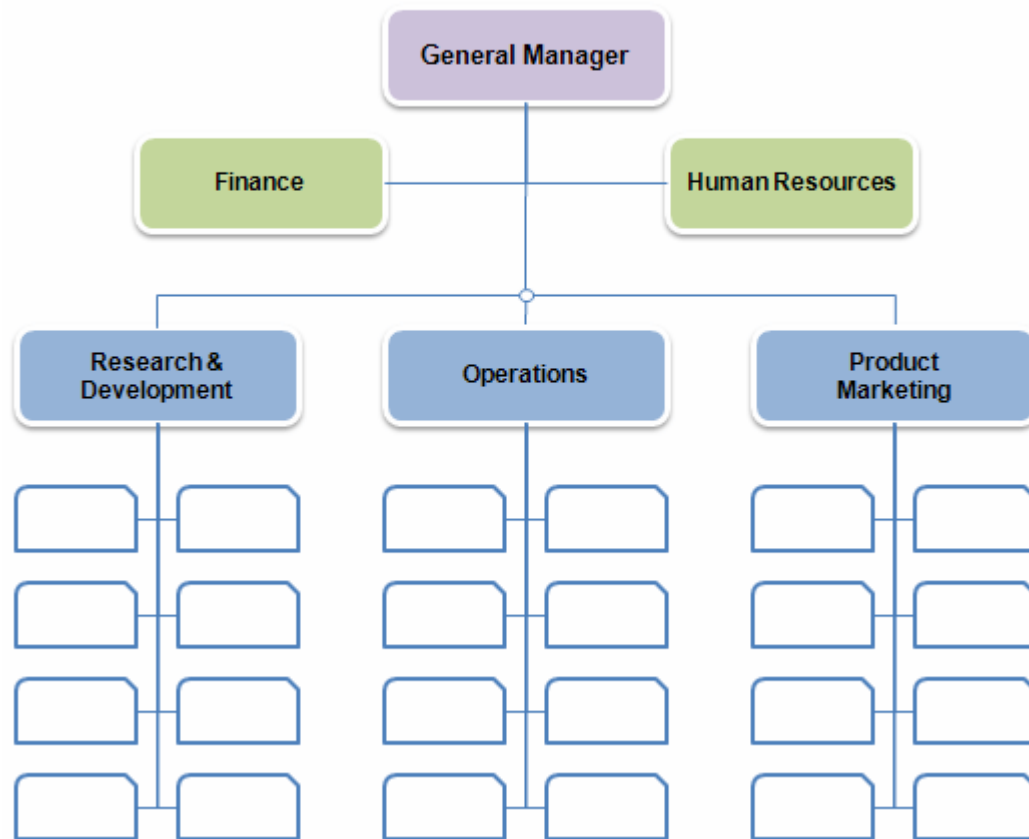 General Manager
Finance
Human Resources
Research &
Development
Operations
Product
Marketing